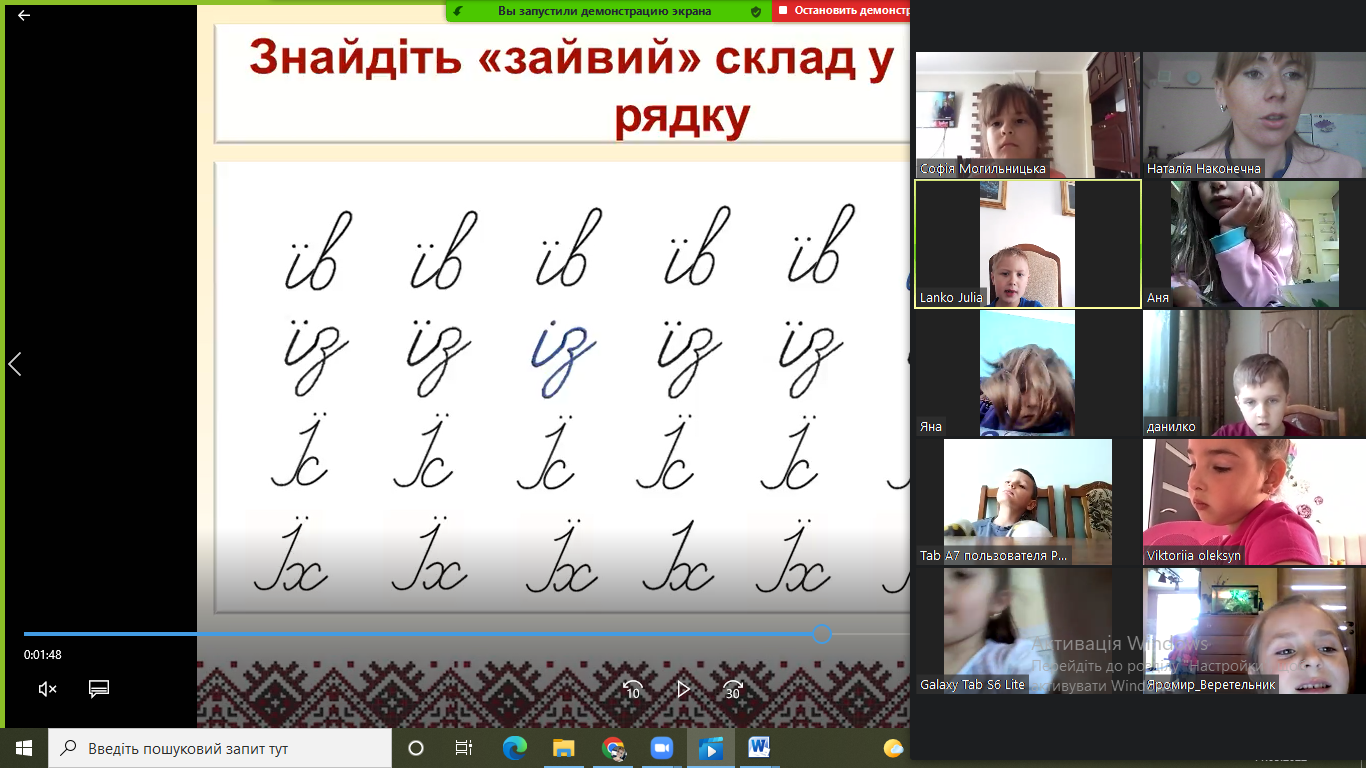 Вы запустили демонстрацию экрана
Остановить демонстр
Знайдіть «зайвий» склад у
рядку
їв їв їв їв їв
їз їз із їз їз
Їс Їс Їс Їс Їс
Їх Їх Їх Іх Їх
0:01:48
10 30
Софія Могильницька
Наталія Наконечна
Lanko Julia
Аня
Яна
данилко
Tab A7 пользователя P...
Viktoriia oleksyn
Galaxy Tab S6 Lite
Яромир_Веретельник
Активація Windows
Перейдіть до розділу "Настройки"
активувати Windows
Введіть пошуковий запит тут